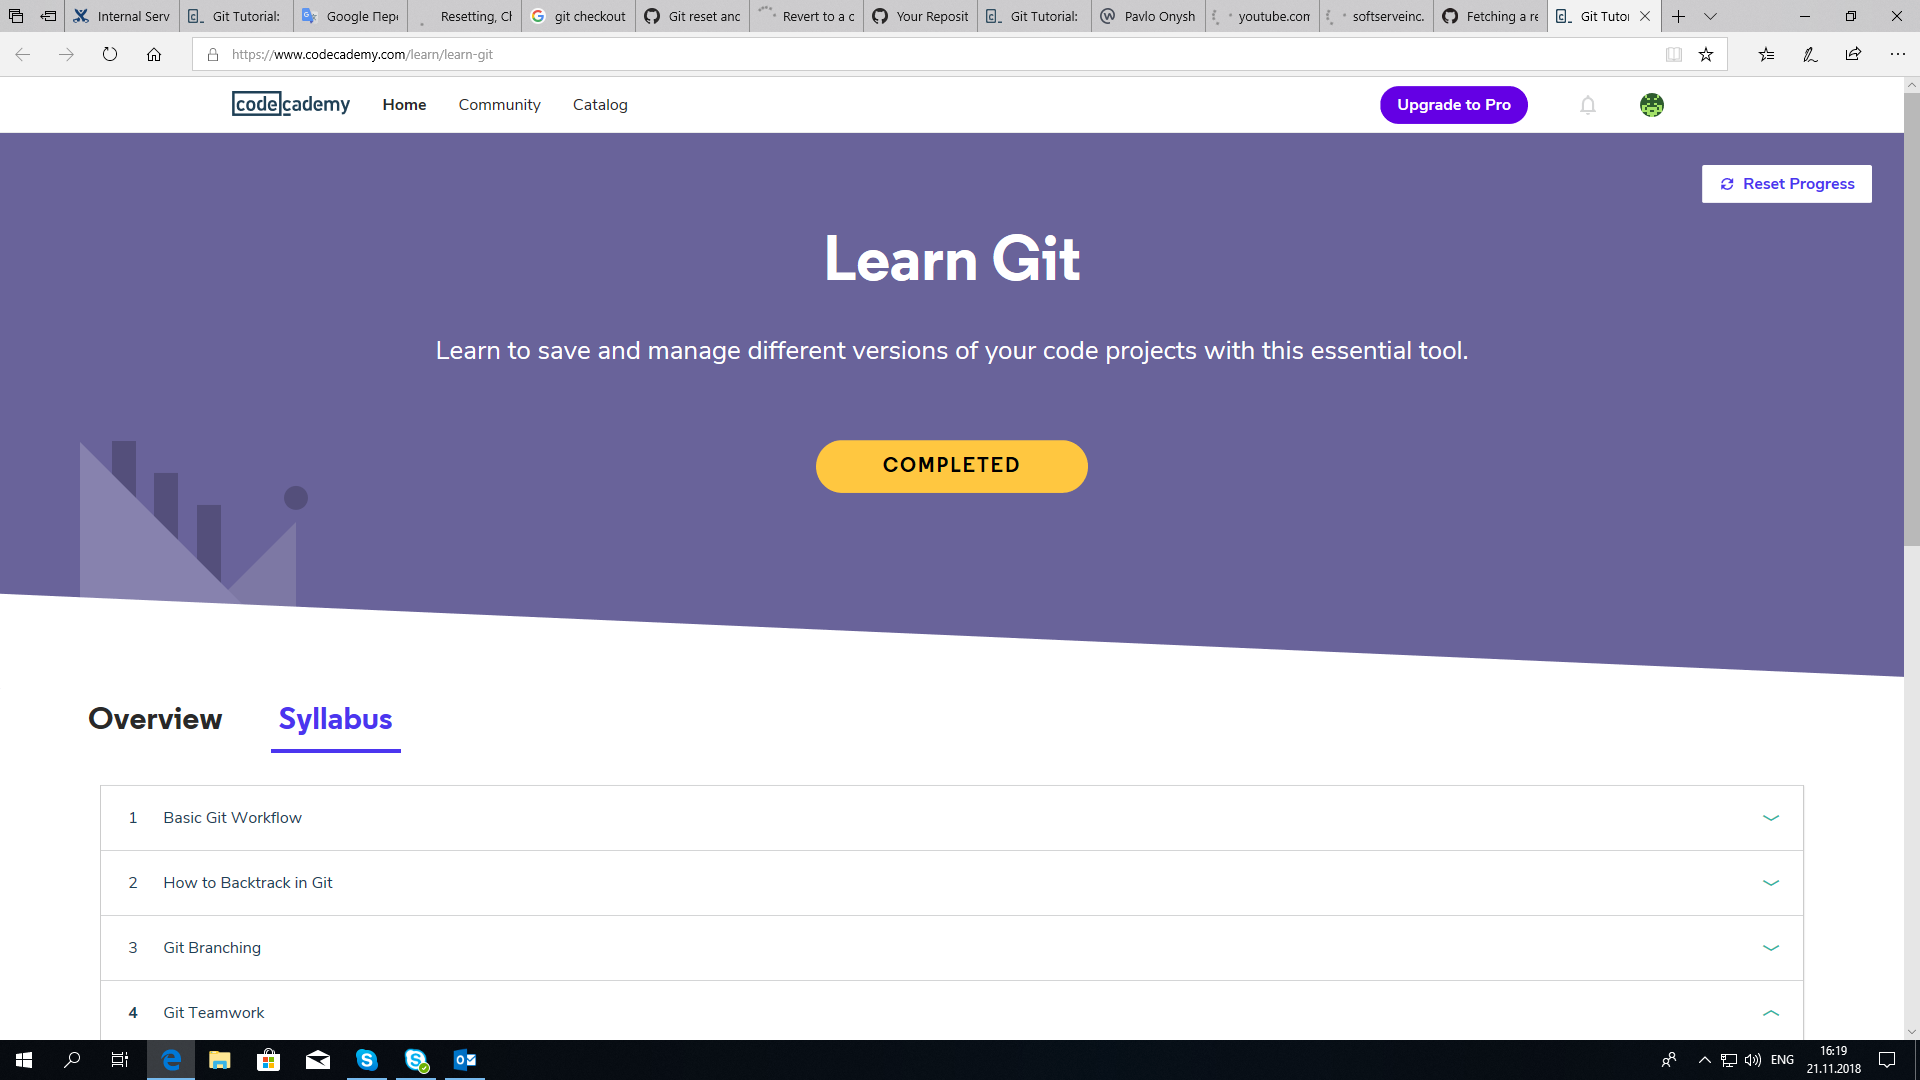 Internal Serv
Git Tutorial:
Google Пере
Resetting, Ch
git checkout
Git reset anc
Revert to a c
Your Reposit
Git Tutorial:
Pavlo Onysh
youtube.com
softserveinc.
Fetching a re
Git Tutor
https://www.codecademy.com/learn/learn-git
codecademy
Home
Community
Catalog
Upgrade to Pro
Reset Progress
Learn Git
Learn to save and manage different versions of your code projects with this essential tool.
COMPLETED
Overview
Syllabus
1 Basic Git Workflow
2 How to Backtrack in Git
3 Git Branching
4 Git Teamwork
ENG
16:19
21.11.2018